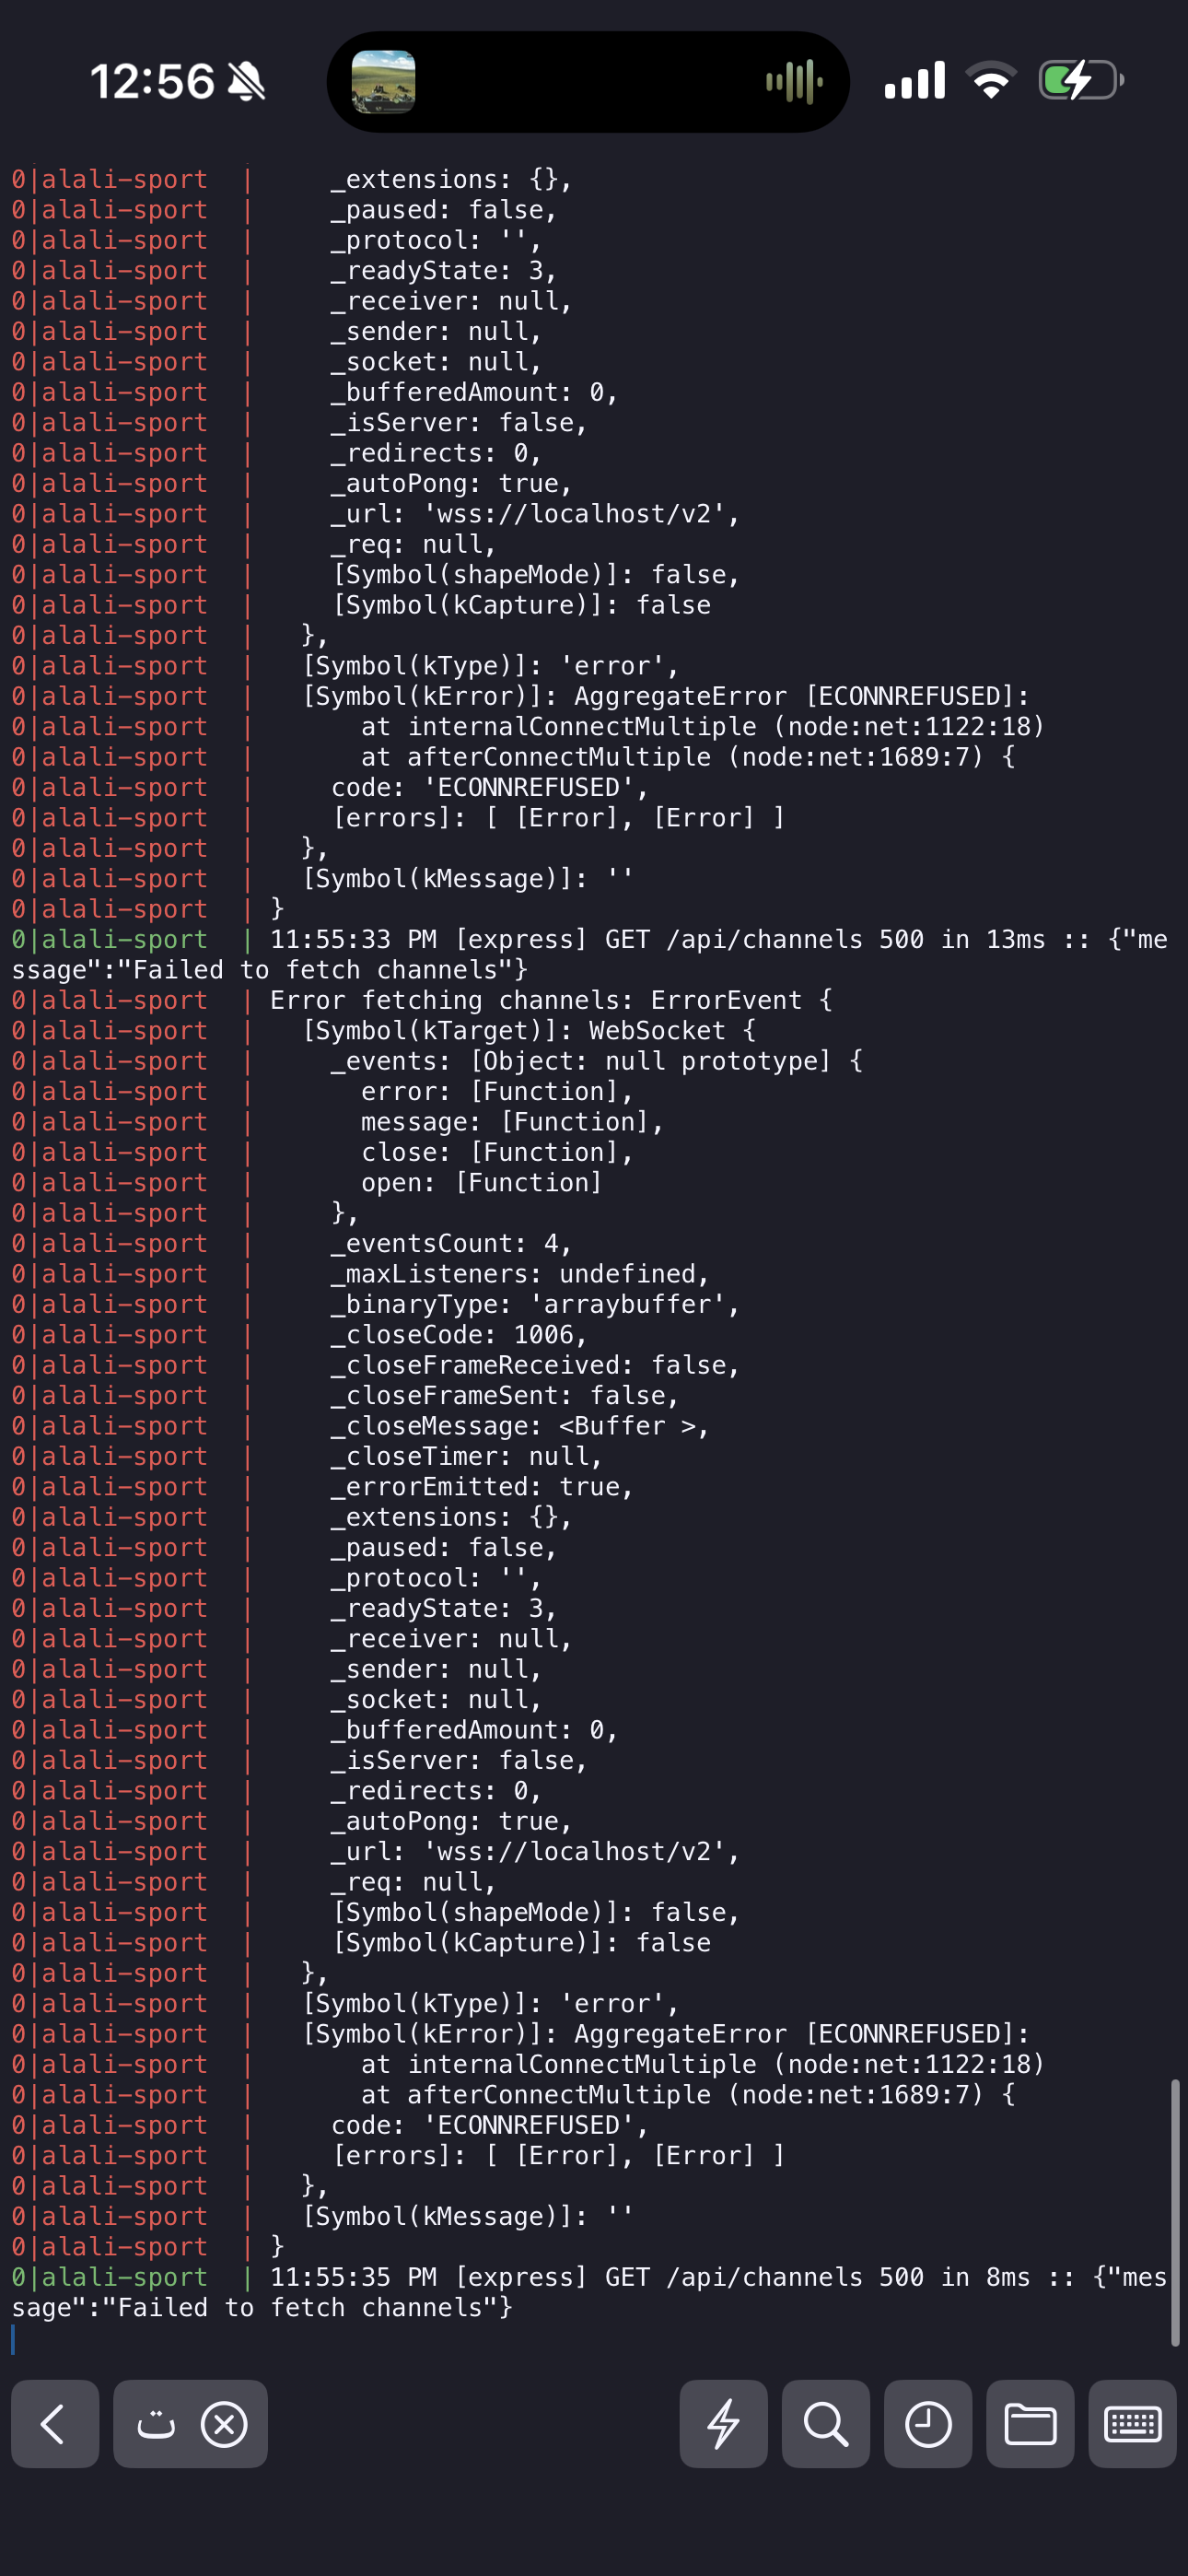 12:56
0|alali-sport  |     _extensions: {},
0|alali-sport  |     _paused: false,
0|alali-sport  |     _protocol: '',
0|alali-sport  |     _readyState: 3,
0|alali-sport  |     _receiver: null,
0|alali-sport  |     _sender: null,
0|alali-sport  |     _socket: null,
0|alali-sport  |     _bufferedAmount: 0,
0|alali-sport  |     _isServer: false,
0|alali-sport  |     _redirects: 0,
0|alali-sport  |     _autoPong: true,
0|alali-sport  |     _url: 'wss://localhost/v2',
0|alali-sport  |     _req: null,
0|alali-sport  |     [Symbol(shapeMode)]: false,
0|alali-sport  |     [Symbol(kCapture)]: false
0|alali-sport  |   },
0|alali-sport  |   [Symbol(kType)]: 'error',
0|alali-sport  |   [Symbol(kError)]: AggregateError [ECONNREFUSED]:
0|alali-sport  |       at internalConnectMultiple (node:net:1122:18)
0|alali-sport  |       at afterConnectMultiple (node:net:1689:7) {
0|alali-sport  |     code: 'ECONNREFUSED',
0|alali-sport  |     [errors]: [ [Error], [Error] ]
0|alali-sport  |   },
0|alali-sport  |   [Symbol(kMessage)]: ''
0|alali-sport  | }
0|alali-sport  | 11:55:33 PM [express] GET /api/channels 500 in 13ms :: {"me
ssage":"Failed to fetch channels"}
0|alali-sport  | Error fetching channels: ErrorEvent {
0|alali-sport  |   [Symbol(kTarget)]: WebSocket {
0|alali-sport  |     _events: [Object: null prototype] {
0|alali-sport  |       error: [Function],
0|alali-sport  |       message: [Function],
0|alali-sport  |       close: [Function],
0|alali-sport  |       open: [Function]
0|alali-sport  |     },
0|alali-sport  |     _eventsCount: 4,
0|alali-sport  |     _maxListeners: undefined,
0|alali-sport  |     _binaryType: 'arraybuffer',
0|alali-sport  |     _closeCode: 1006,
0|alali-sport  |     _closeFrameReceived: false,
0|alali-sport  |     _closeFrameSent: false,
0|alali-sport  |     _closeMessage: <Buffer >,
0|alali-sport  |     _closeTimer: null,
0|alali-sport  |     _errorEmitted: true,
0|alali-sport  |     _extensions: {},
0|alali-sport  |     _paused: false,
0|alali-sport  |     _protocol: '',
0|alali-sport  |     _readyState: 3,
0|alali-sport  |     _receiver: null,
0|alali-sport  |     _sender: null,
0|alali-sport  |     _socket: null,
0|alali-sport  |     _bufferedAmount: 0,
0|alali-sport  |     _isServer: false,
0|alali-sport  |     _redirects: 0,
0|alali-sport  |     _autoPong: true,
0|alali-sport  |     _url: 'wss://localhost/v2',
0|alali-sport  |     _req: null,
0|alali-sport  |     [Symbol(shapeMode)]: false,
0|alali-sport  |     [Symbol(kCapture)]: false
0|alali-sport  |   },
0|alali-sport  |   [Symbol(kType)]: 'error',
0|alali-sport  |   [Symbol(kError)]: AggregateError [ECONNREFUSED]:
0|alali-sport  |       at internalConnectMultiple (node:net:1122:18)
0|alali-sport  |       at afterConnectMultiple (node:net:1689:7) {
0|alali-sport  |     code: 'ECONNREFUSED',
0|alali-sport  |     [errors]: [ [Error], [Error] ]
0|alali-sport  |   },
0|alali-sport  |   [Symbol(kMessage)]: ''
0|alali-sport  | }
0|alali-sport  | 11:55:35 PM [express] GET /api/channels 500 in 8ms :: {"mes
sage":"Failed to fetch channels"}
ت